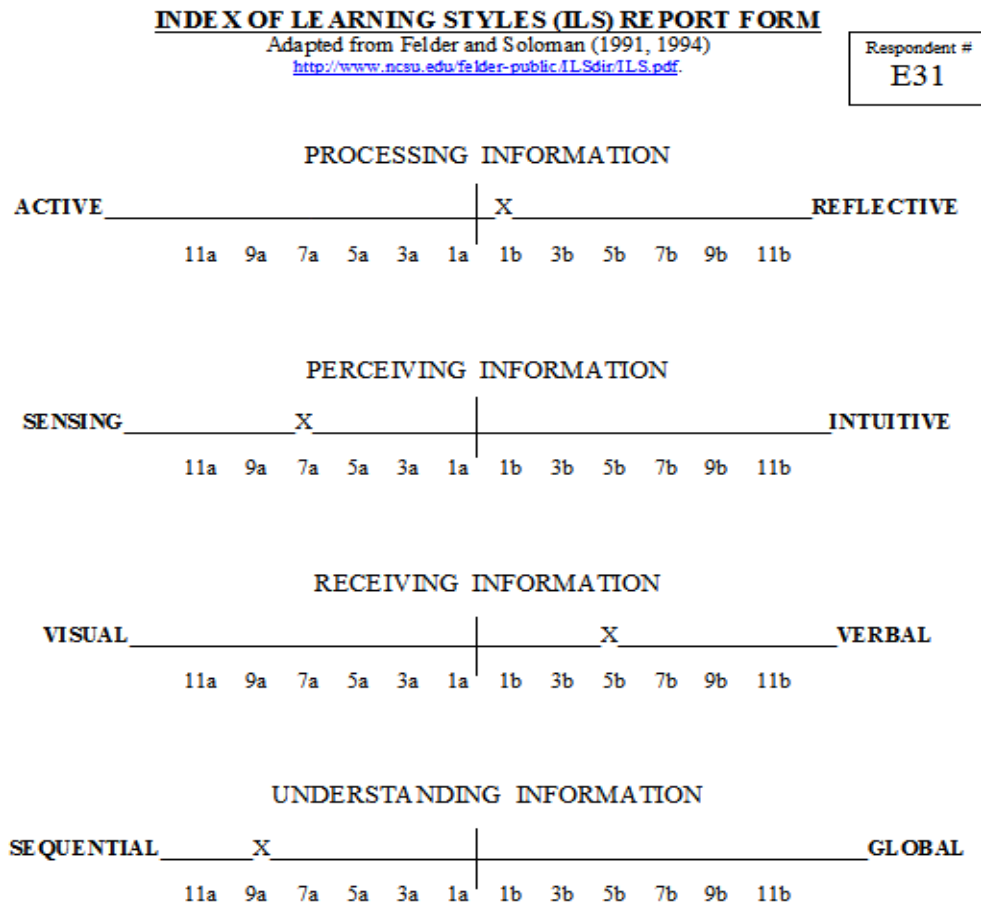 INDEX OF LEARNING STYLES (ILS) REPORT FORM
Adapted from Felder and Soloman (1991, 1994)
http://www.ncsu.edu/felder-public/ILSdir/ILS.pdf.
Respondent #
E31
PROCESSING INFORMATION
ACTIVE X REFLECTIVE
11a 9a 7a 5a 3a 1a 1b 3b 5b 7b 9b 11b
PERCEIVING INFORMATION
SENSING X INTUITIVE
11a 9a 7a 5a 3a 1a 1b 3b 5b 7b 9b 11b
RECEIVING INFORMATION
VISUAL X VERBAL
11a 9a 7a 5a 3a 1a 1b 3b 5b 7b 9b 11b
UNDERSTANDING INFORMATION
SEQUENTIAL X GLOBAL
11a 9a 7a 5a 3a 1a 1b 3b 5b 7b 9b 11b